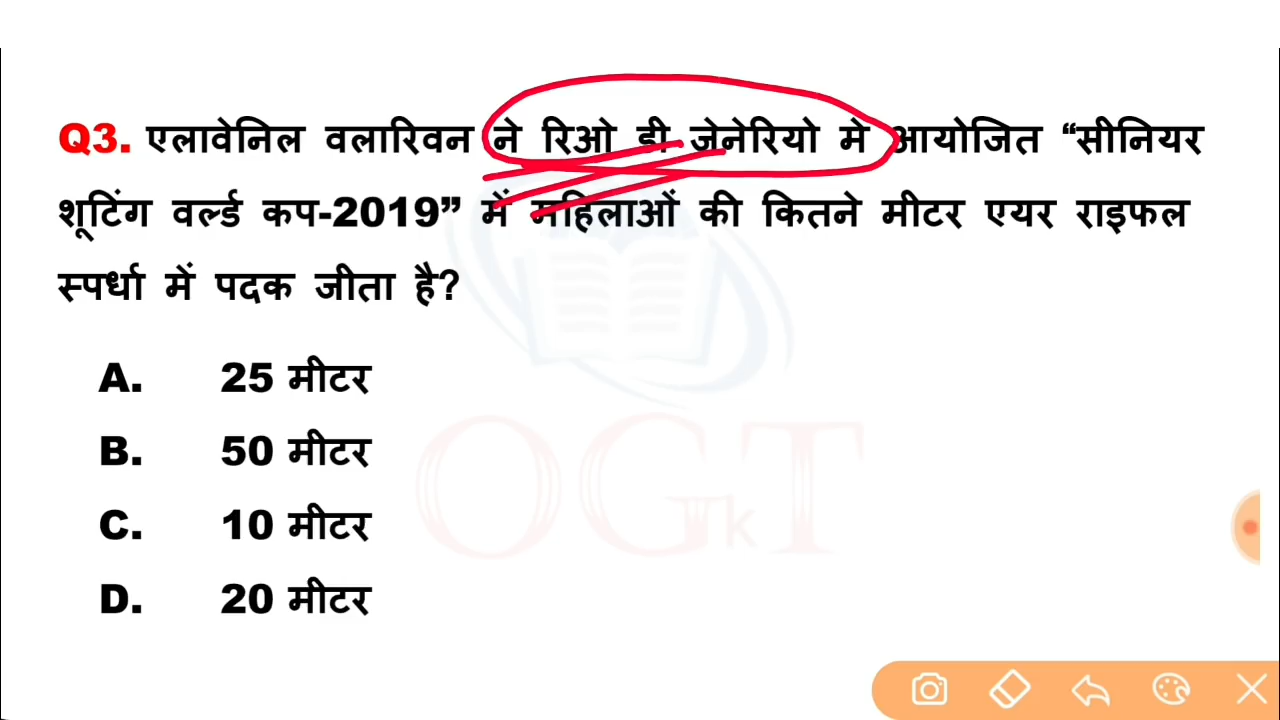 Q3. एलावेनिल वलारिवन ने रिओ डी जेनेरियो मे आयोजित “सीनियर
शूटिंग वर्ल्ड कप-2019” में महिलाओं की कितने मीटर एयर राइफल
स्पर्धा में पदक जीता है?
A. 25 मीटर
B. 50 मीटर
C. 10 मीटर
D. 20 मीटर
OGkT